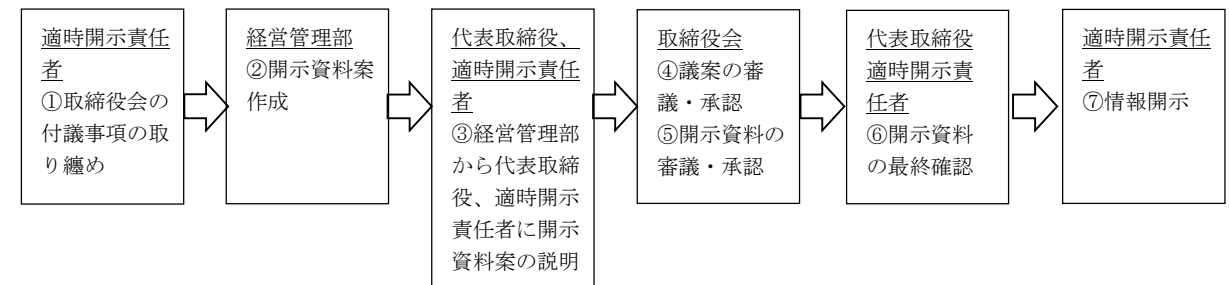 適時開示責任
者
①取締役会の
付議事項の取
り纏め
経営管理部
②開示資料案
作成
代表取締役、
適時開示責任
者
③経営管理部
から代表取締
役、適時開示
責任者に開示
資料案の説明
取締役会
④議案の審
議・承認
⑤開示資料の
審議・承認
代表取締役
適時開示責
任者
⑥開示資料
の最終確認
適時開示責任
者
⑦情報開示